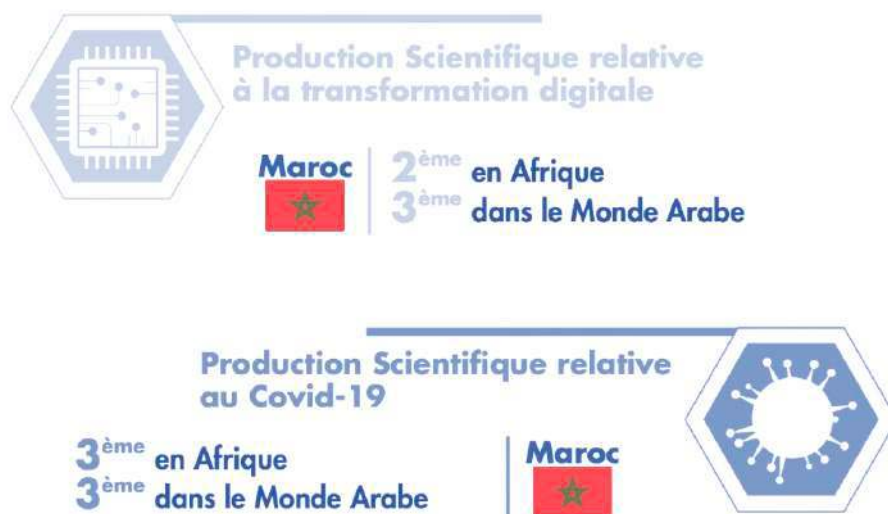 Production Scientifique relative
à la transformation digitale
Maroc
2ème en Afrique
3ème dans le Monde Arabe
Production Scientifique relative
au Covid-19
3ème en Afrique
3ème dans le Monde Arabe
Maroc